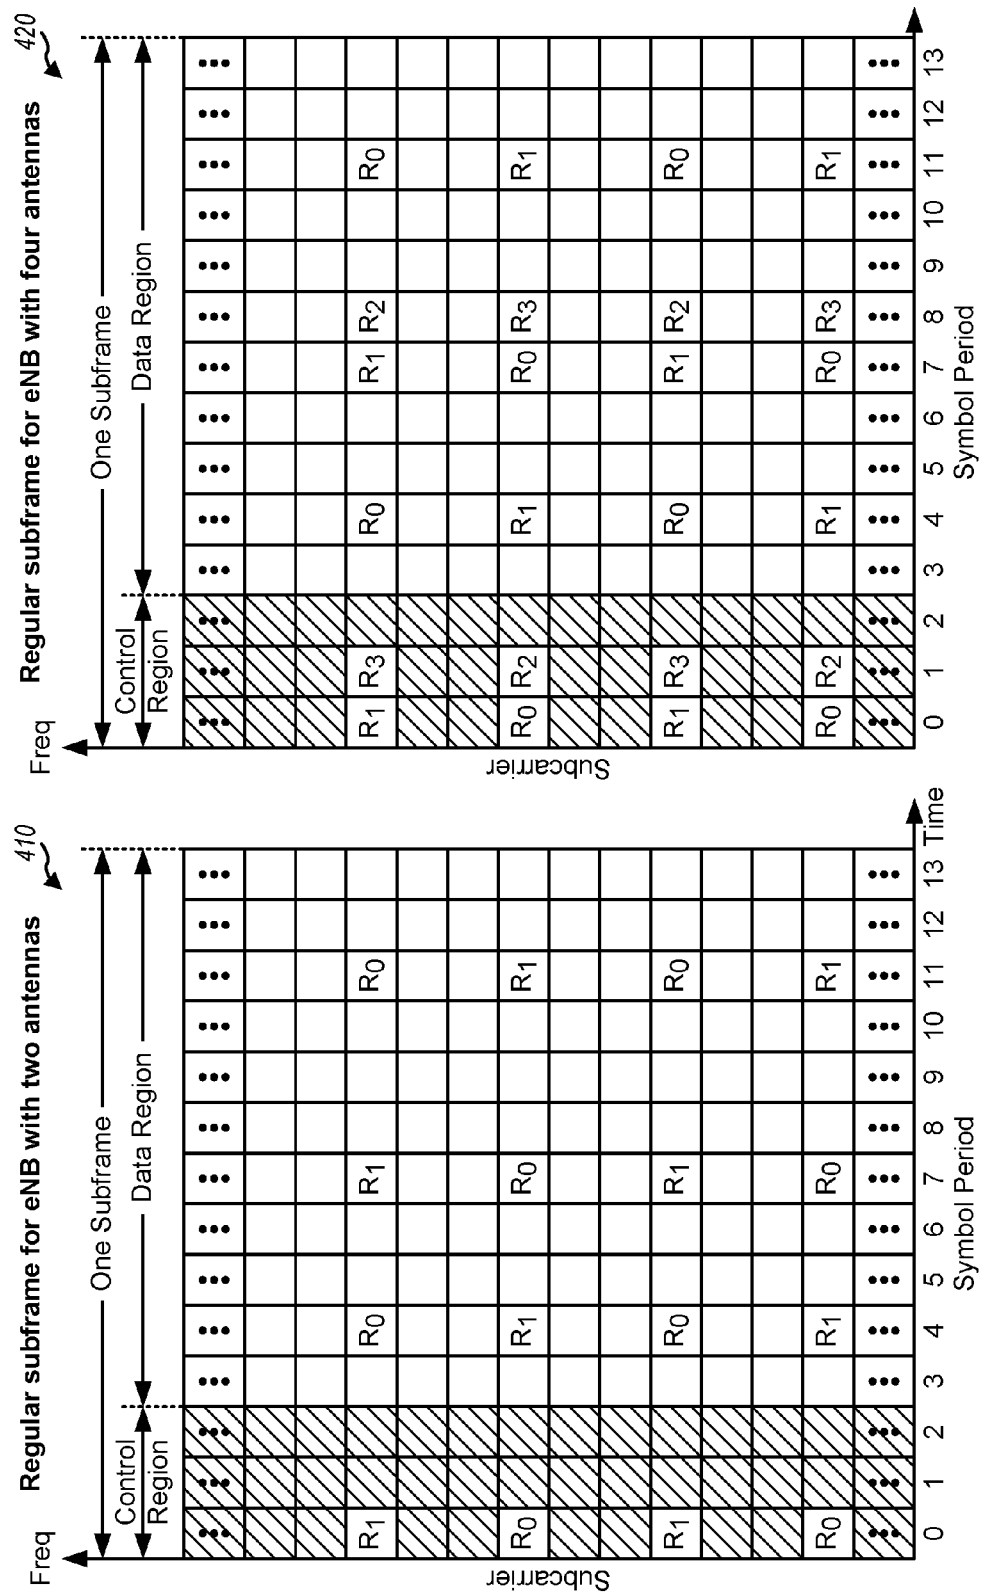 Regular subframe for eNB with two antennas 410
Freq
One Subframe
Control Region
Data Region
Subcarrier
R1 R0 R1 R0
R0 R1 R0 R1
R1 R0 R1 R0
R0 R1 R0 R1
0 1 2 3 4 5 6 7 8 9 10 11 12 13 Time
Symbol Period
Regular subframe for eNB with four antennas 420
Freq
One Subframe
Control Region
Data Region
Subcarrier
R1 R3 R0 R1 R2 R0
R0 R2 R1 R0 R3 R1
R1 R3 R0 R1 R2 R0
R0 R2 R1 R0 R3 R1
0 1 2 3 4 5 6 7 8 9 10 11 12 13
Symbol Period